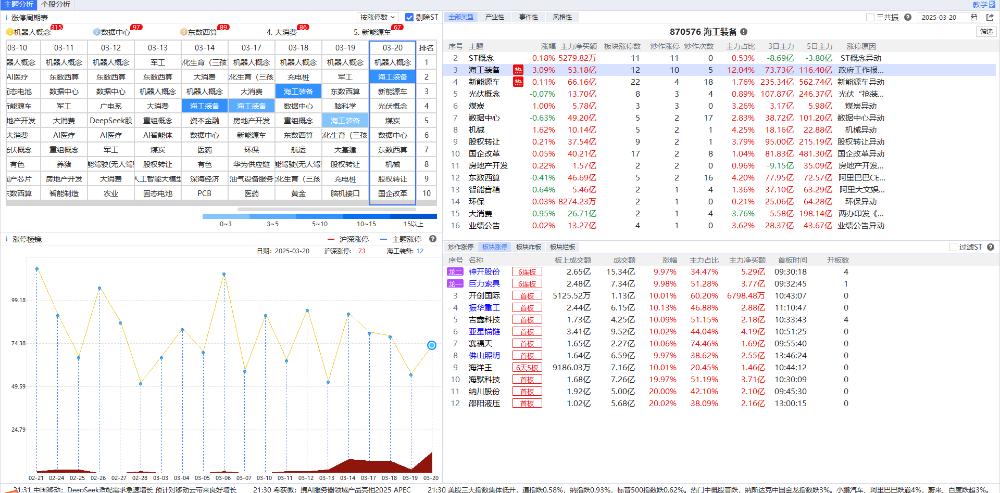 主题分析 个股分析 教学
涨停周期表 按涨停数 剔除ST
1 机器人概念 315 2 数据中心 97 3 东数西算 89 4. 大消费 86 5. 新能源车 67
03-10 03-11 03-12 03-13 03-14 03-17 03-18 03-19 03-20 排名
器人概念 机器人概念 机器人概念 军工 化生育（三孩 机器人概念 机器人概念 机器人概念 机器人概念 1
AI医疗 东数西算 东数西算 东数西算 大消费 化生育（三孩 充电桩 军工 海工装备 2
固态电池 数据中心 数据中心 机器人概念 机器人概念 大消费 海工装备 东数西算 新能源车 3
新能源车 军工 广电系 大消费 海工装备 海工装备 数据中心 脑科学 光伏概念 4
地产开发 大消费 DeepSeek股 重组概念 资本金融 房地产开发 重组概念 海工装备 煤炭 5
大消费 AI医疗 AI医疗 AI智能体 数据中心 新能源车 东数西算 化生育（三孩 数据中心 6
光伏概念 重组概念 军工 煤炭 医药 环保 航运 大基建 东数西算 7
有色 养猪 能驾驶(无人驾 股权转让 有色 华为供应链 能驾驶(无人驾 股权转让 机械 8
国产芯片 房地产开发 大消费 人工智能大模型 深海经济 油气设备服务 化生育（三孩 充电桩 股权转让 9
东数西算 智能制造 农业 固态电池 PCB 医药 黄金 脑机接口 国企改革 10
0~3 3~5 5~10 10~15 15以上
涨停棱镜 沪深涨停 主题涨停
日期: 2025-03-20 沪深涨停: 73 海工装备: 12
99.18
74.38
49.59
24.79
02-21 02-24 02-25 02-26 02-27 02-28 03-03 03-04 03-05 03-06 03-07 03-10 03-11 03-12 03-13 03-14 03-17 03-18 03-19 03-20
全部类型 产业性 事件性 风格性 三共振 2025-03-20
870576 海工装备 筛选
序号 主题 涨幅 主力净买额 板块涨停数 炒作涨停 炒作次数 主力占比 3日主力 5日主力 涨停原因
2 ST概念 0.18% 5279.82万 11 11 0 0.53% -8.69亿 -3.80亿 ST概念异动
3 海工装备 热 3.09% 53.18亿 12 10 5 12.04% 73.73亿 116.40亿 政府工作报...
4 新能源车 热 0.11% 66.16亿 22 4 18 1.76% 235.34亿 562.74亿 新能源车异动
5 光伏概念 -0.07% 13.70亿 8 3 4 0.89% 107.87亿 246.37亿 光伏“抢装...
6 煤炭 1.00% 5.78亿 3 3 0 3.26% 3.17亿 5.98亿 煤炭异动
7 数据中心 -0.63% 49.20亿 5 2 17 2.83% 38.72亿 101.20亿 数据中心异动
8 机械 1.62% 10.14亿 5 2 1 4.25% 18.16亿 22.88亿 机械异动
9 股权转让 0.21% 37.54亿 9 2 1 3.79% 95.00亿 215.19亿 股权转让异动
10 国企改革 0.05% 40.21亿 17 2 8 1.04% 81.83亿 481.30亿 国企改革异动
11 房地产开发 0.22% 1.57亿 2 2 0 0.96% -9.15亿 35.09亿 房地产开发...
12 东数西算 -0.41% 46.69亿 5 2 16 4.20% 77.95亿 72.57亿 阿里巴巴CE...
13 智能音箱 -0.64% 5.46亿 2 1 4 1.36% 37.10亿 63.29亿 阿里大文娱...
14 环保 0.03% 8274.23万 2 1 0 0.21% 25.06亿 64.28亿 环保异动
15 大消费 -0.95% -26.71亿 2 1 4 -3.76% 5.58亿 198.14亿 两办印发《...
16 业绩公告 0.02% 13.27亿 4 1 0 3.62% 28.37亿 43.67亿 业绩公告异动
炒作涨停 板块涨停 板块炸板 板块烂板 过滤ST
序号 名称 板上成交额 成交额 涨幅 主力占比 主力净买额 首板时间 开板数
龙二 神开股份 6连板 2.65亿 15.34亿 9.97% 34.47% 5.29亿 09:30:18 4
龙一 巨力索具 6连板 2.48亿 7.34亿 9.98% 51.28% 3.77亿 09:32:45 1
3 开创国际 首板 5125.52万 1.13亿 10.01% 60.20% 6798.48万 10:43:07 0
4 振华重工 首板 2.44亿 6.15亿 10.13% 46.88% 2.88亿 11:10:47 0
5 吉鑫科技 首板 1.73亿 4.25亿 10.09% 51.15% 2.18亿 10:33:43 4
6 亚星锚链 首板 3.41亿 9.52亿 10.02% 44.04% 4.19亿 10:51:25 0
7 赛福天 首板 1.65亿 2.27亿 10.06% 74.46% 1.69亿 09:55:40 0
8 佛山照明 首板 1.64亿 6.59亿 9.97% 38.62% 2.55亿 13:46:24 0
9 海洋王 6天5板 9186.03万 7.16亿 10.01% 20.45% 1.46亿 10:44:12 0
10 海默科技 首板 1.68亿 7.26亿 19.97% 51.19% 3.71亿 10:30:09 0
11 纳川股份 首板 1.92亿 5.00亿 20.00% 42.10% 2.10亿 09:45:30 0
12 邵阳液压 首板 1.02亿 5.68亿 20.02% 38.09% 2.16亿 13:00:15 0
21:31 中国移动：DeepSeek适配需求急速增长 预计对移动云带来良好增长 21:30 希荻微：携AI服务器领域产品亮相2025 APEC 21:30 美股三大指数集体低开，道指跌0.58%，纳指跌0.93%，标普500指数跌0.62%。热门中概股普跌，纳斯达克中国金龙指数跌3%。小鹏汽车、阿里巴巴跌逾4%，蔚来、百度跌超3%。